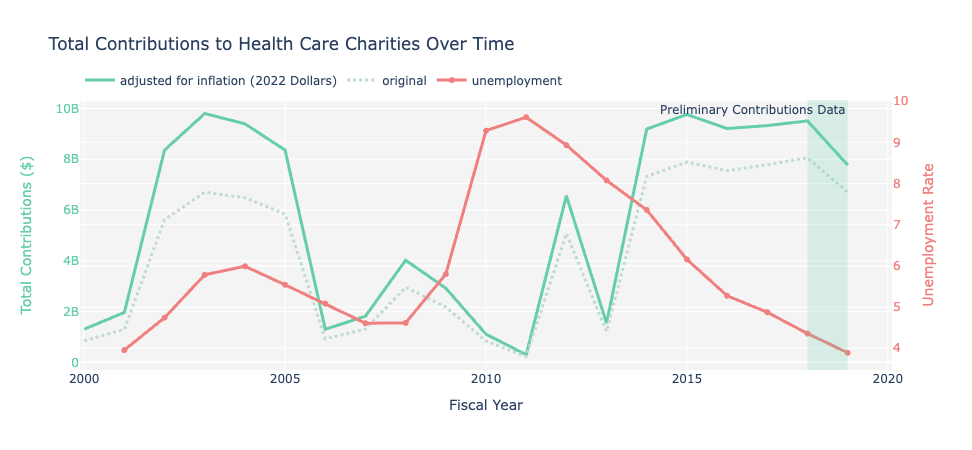 Total Contributions to Health Care Charities Over Time
adjusted for inflation (2022 Dollars) original unemployment
Preliminary Contributions Data
Total Contributions ($)
10B
8B
6B
4B
2B
0
10
9
8
7
6
5
4
Unemployment Rate
2000 2005 2010 2015 2020
Fiscal Year